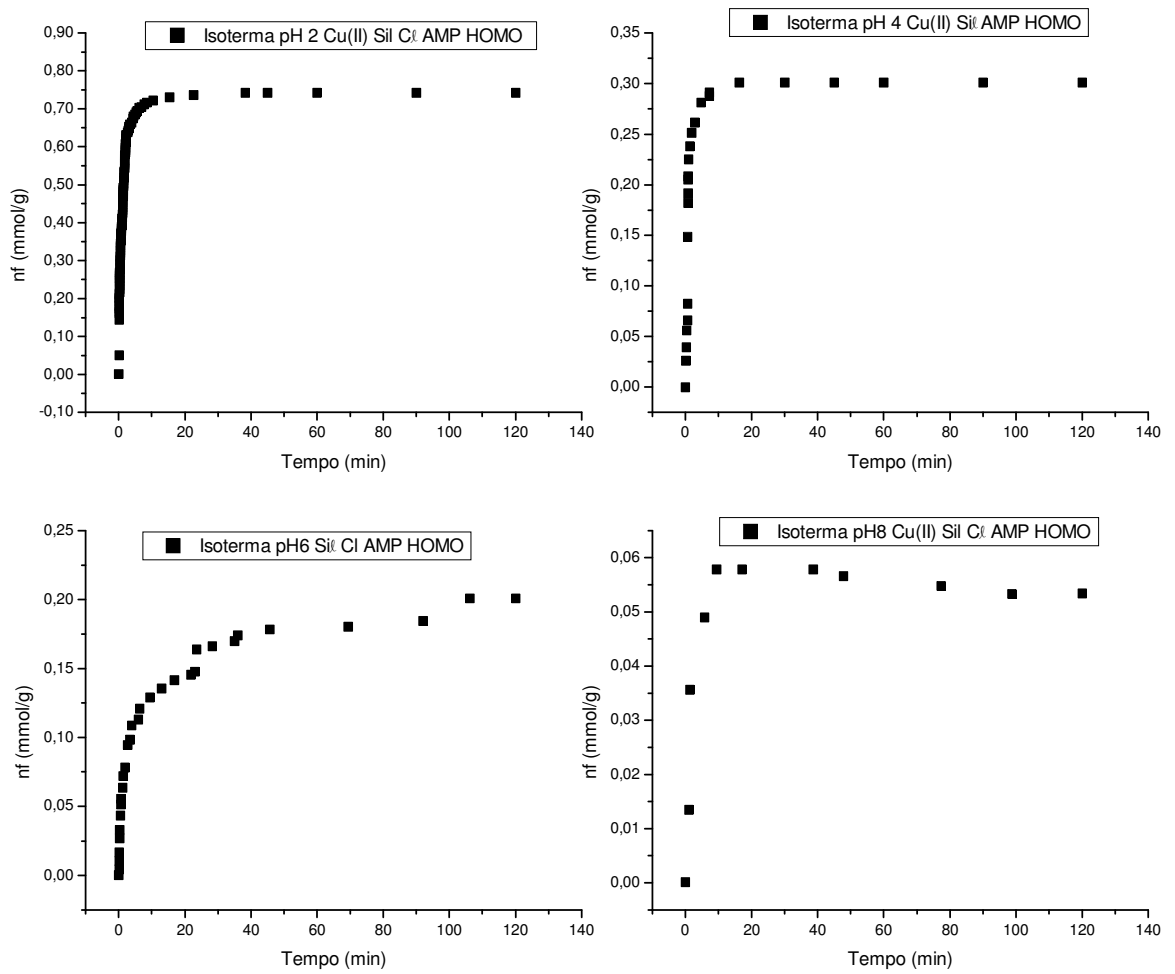 Isoterma pH 2 Cu(II) Sil Cℓ AMP HOMO
0,90
0,80
0,70
0,60
0,50
0,40
0,30
0,20
0,10
0,00
-0,10
nf (mmol/g)
0 20 40 60 80 100 120 140
Tempo (min)
Isoterma pH 4 Cu(II) Siℓ AMP HOMO
0,35
0,30
0,25
0,20
0,15
0,10
0,05
0,00
nf (mmol/g)
0 20 40 60 80 100 120 140
Tempo (min)
Isoterma pH6 Siℓ Cl AMP HOMO
0,25
0,20
0,15
0,10
0,05
0,00
nf (mmol/g)
0 20 40 60 80 100 120 140
Tempo (min)
Isoterma pH8 Cu(II) Sil Cℓ AMP HOMO
0,06
0,05
0,04
0,03
0,02
0,01
0,00
nf (mmol/g)
0 20 40 60 80 100 120 140
Tempo (min)